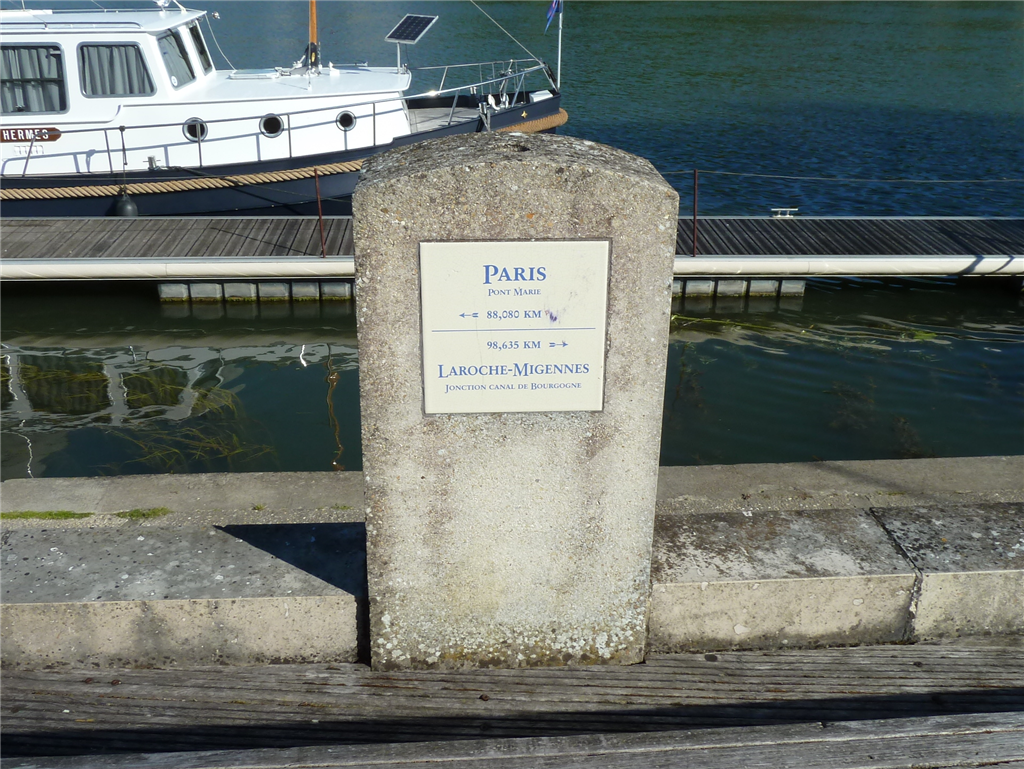 HERMES
PARIS
PONT MARIE
88,080 KM
98,635 KM
LAROCHE-MIGENNES
JONCTION CANAL DE BOURGOGNE